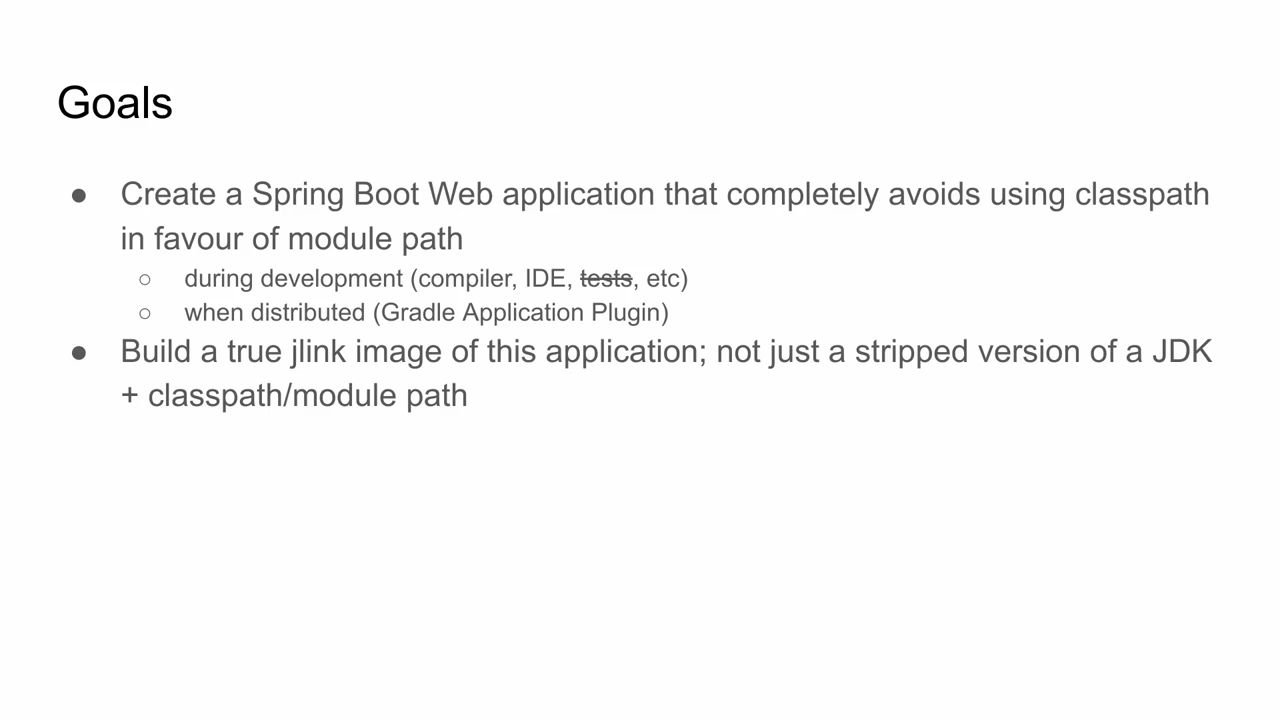 Goals
● Create a Spring Boot Web application that completely avoids using classpath
in favour of module path
○ during development (compiler, IDE, tests, etc)
○ when distributed (Gradle Application Plugin)
● Build a true jlink image of this application; not just a stripped version of a JDK
+ classpath/module path